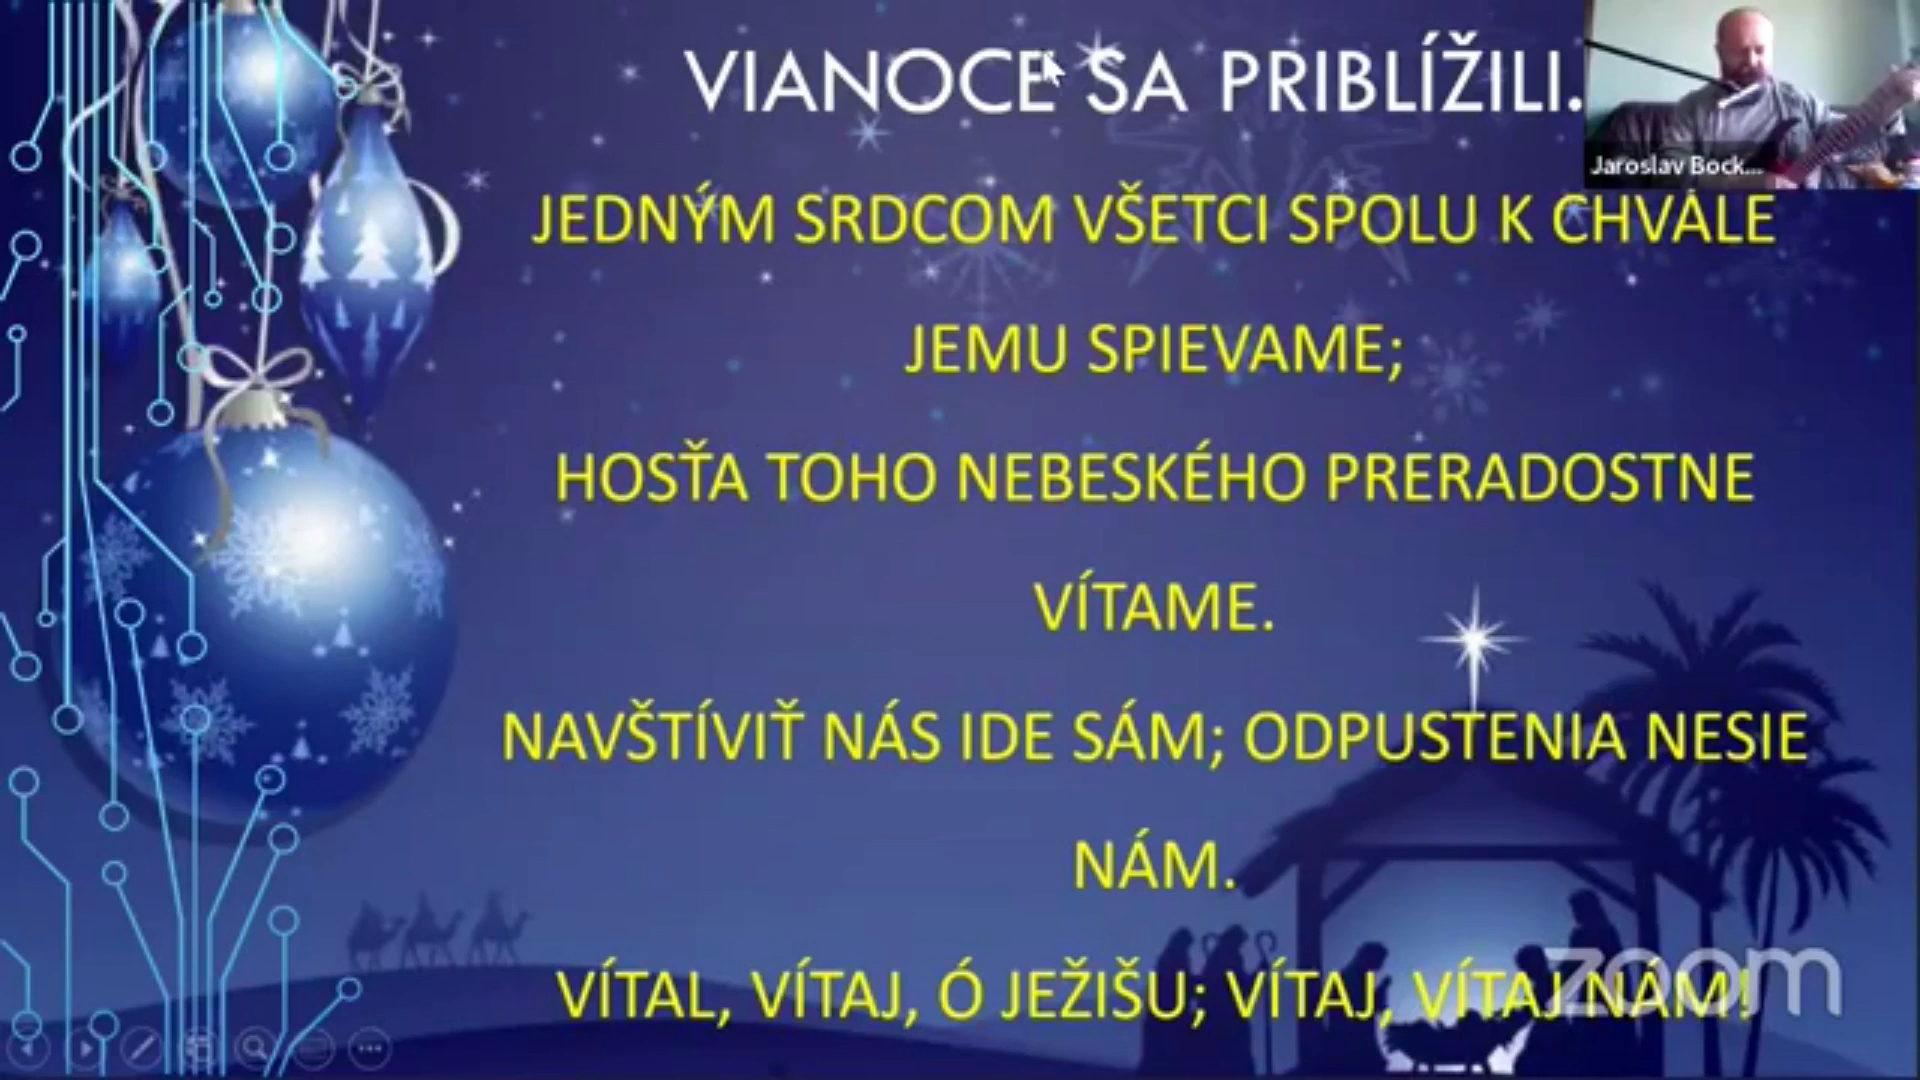 VIANOCE SA PRIBLÍŽILI.
Jaroslav Bock...
JEDNÝM SRDCOM VŠETCI SPOLU K CHVÁLE
JEMU SPIEVAME;
HOSŤA TOHO NEBESKÉHO PRERADOSTNE
VÍTAME.
NAVŠTÍVIŤ NÁS IDE SÁM; ODPUSTENIA NESIE
NÁM.
VÍTAL, VÍTAJ, Ó JEŽIŠU; VÍTAJ, VÍTAJ NÁM!
zoom